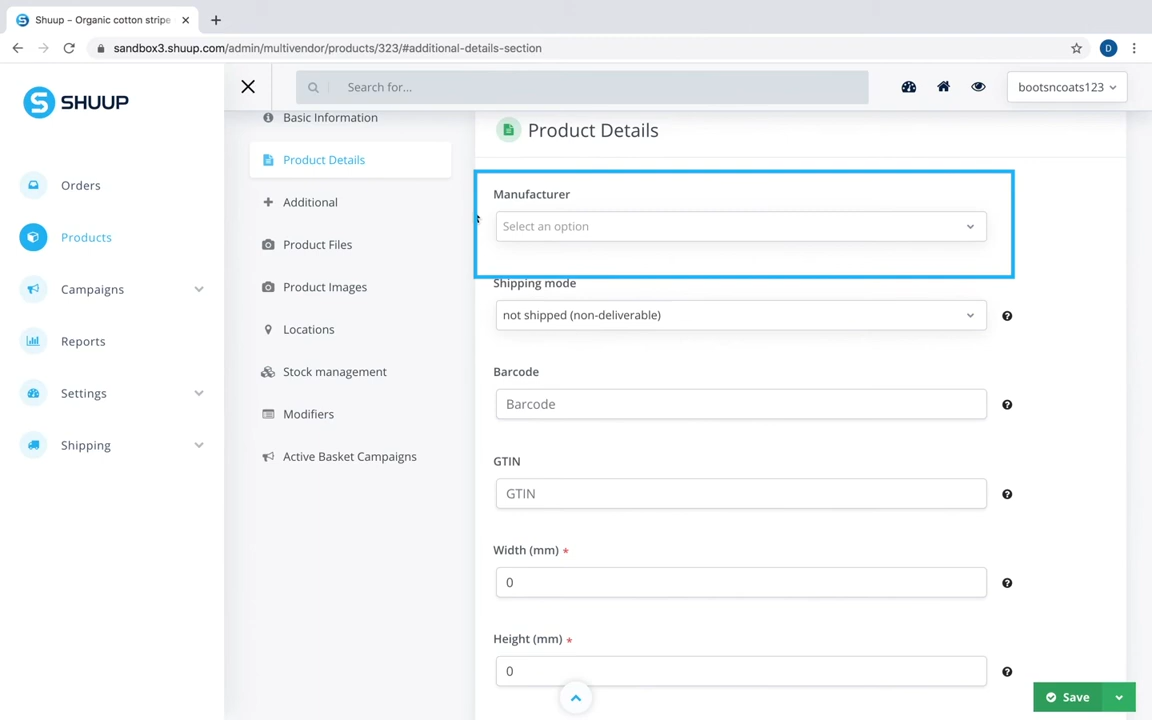 Shuup – Organic cotton stripe
sandbox3.shuup.com/admin/multivendor/products/323/#additional-details-section
D
S SHUUP
Search for...
bootsncoats123
Orders
Products
Campaigns
Reports
Settings
Shipping
Basic Information
Product Details
Additional
Product Files
Product Images
Locations
Stock management
Modifiers
Active Basket Campaigns
Product Details
Manufacturer
Select an option
Shipping mode
not shipped (non-deliverable)
Barcode
Barcode
GTIN
GTIN
Width (mm) *
0
Height (mm) *
0
Save